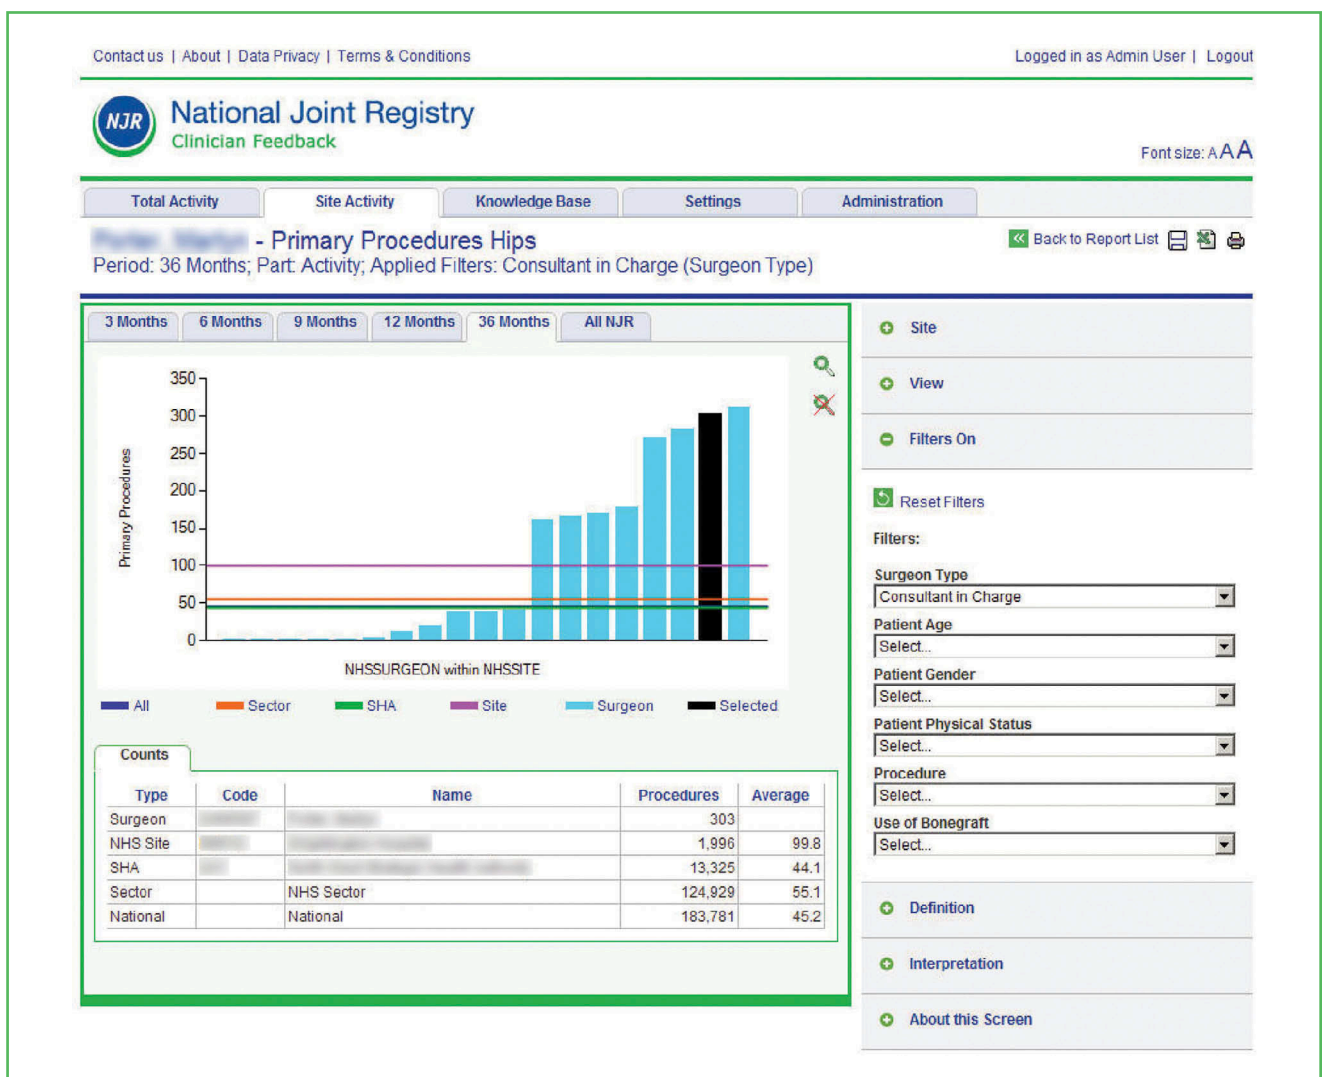 Contact us | About | Data Privacy | Terms & Conditions
Logged in as Admin User | Logout
NJR
National Joint Registry
Clinician Feedback
Font size: A A A
Total Activity
Site Activity
Knowledge Base
Settings
Administration
- Primary Procedures Hips
Back to Report List
Period: 36 Months; Part: Activity; Applied Filters: Consultant in Charge (Surgeon Type)
3 Months
6 Months
9 Months
12 Months
36 Months
All NJR
350
300
250
200
150
100
50
0
Primary Procedures
NHSSURGEON within NHSSITE
All
Sector
SHA
Site
Surgeon
Selected
Counts
Type Code Name Procedures Average
Surgeon 303
NHS Site 1,996 99.8
SHA 13,325 44.1
Sector NHS Sector 124,929 55.1
National National 183,781 45.2
Site
View
Filters On
Reset Filters
Filters:
Surgeon Type
Consultant in Charge
Patient Age
Select...
Patient Gender
Select...
Patient Physical Status
Select...
Procedure
Select...
Use of Bonegraft
Select...
Definition
Interpretation
About this Screen